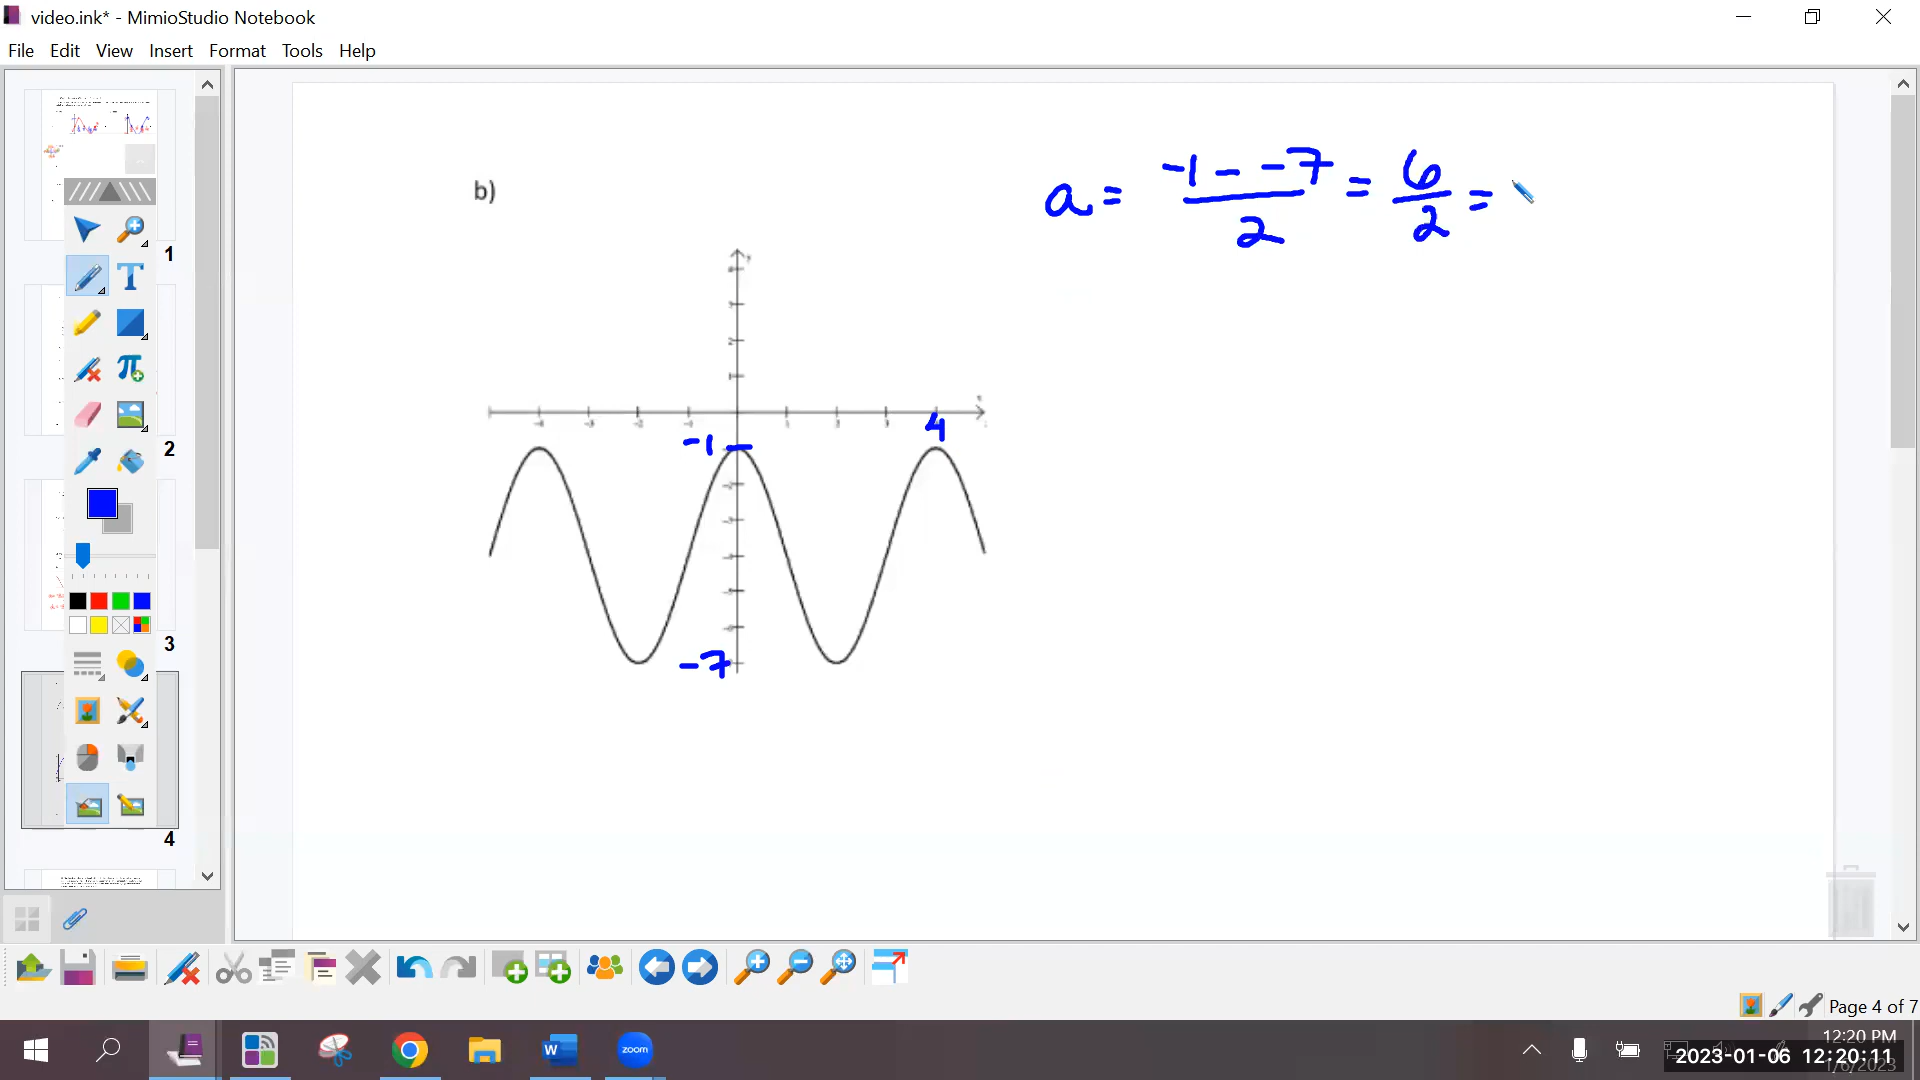 video.ink* - MimioStudio Notebook
File Edit View Insert Format Tools Help
1
2
3
4
b)
a = -1 - -7 / 2 = 6 / 2 =
4
-1
-7
T
π
Page 4 of 7
W
zoom
12:20 PM
2023-01-06 12:20:11